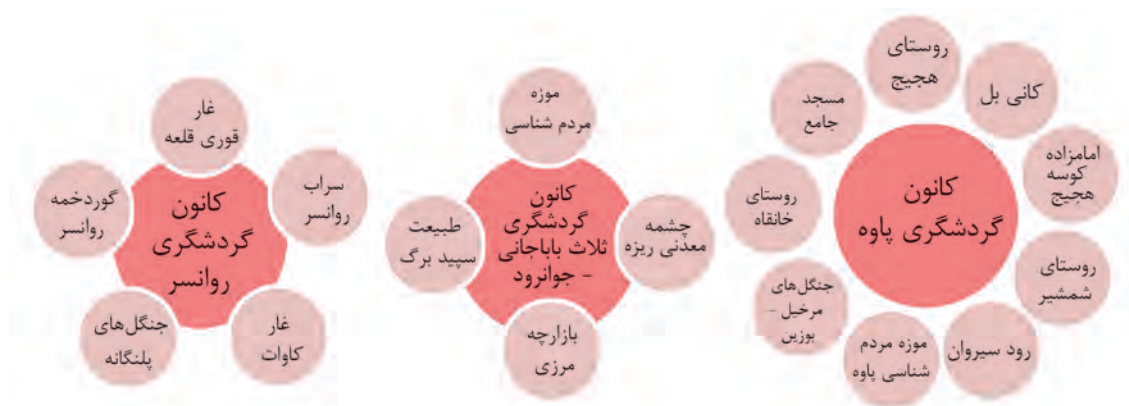 کانون
گردشگری پاوه
روستای
هجیج
کانی بل
امامزاده
کوسه
هجیج
روستای
شمشیر
رود سیروان
موزه مردم
شناسی پاوه
جنگل‌های
مرخیل -
بوزین
روستای
خانقاه
مسجد
جامع
کانون
گردشگری
ثلاث باباجانی
- جوانرود
موزه
مردم شناسی
چشمه
معدنی ریزه
بازارچه
مرزی
طبیعت
سپید برگ
کانون
گردشگری
روانسر
غار
قوری قلعه
سراب
روانسر
غار
کاوات
جنگل‌های
پلنگانه
گوردخمه
روانسر